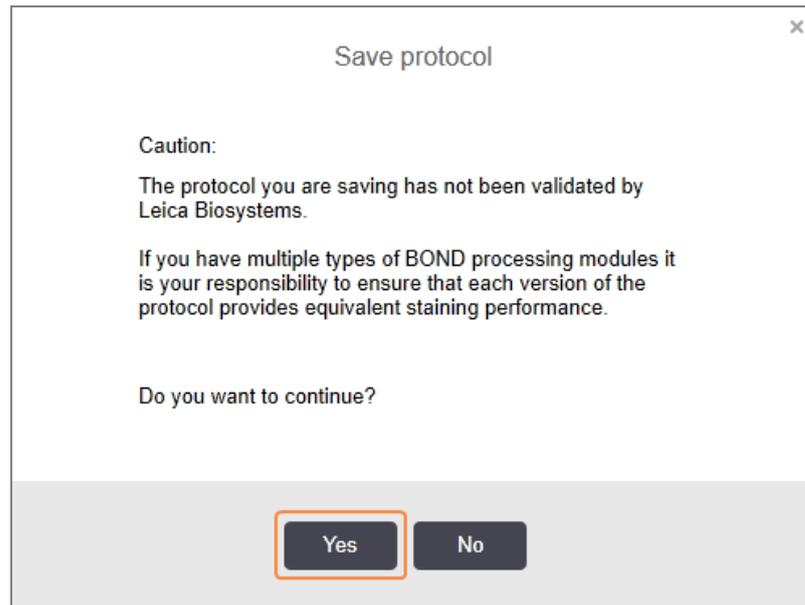 Save protocol
Caution:
The protocol you are saving has not been validated by
Leica Biosystems.
If you have multiple types of BOND processing modules it
is your responsibility to ensure that each version of the
protocol provides equivalent staining performance.
Do you want to continue?
Yes No